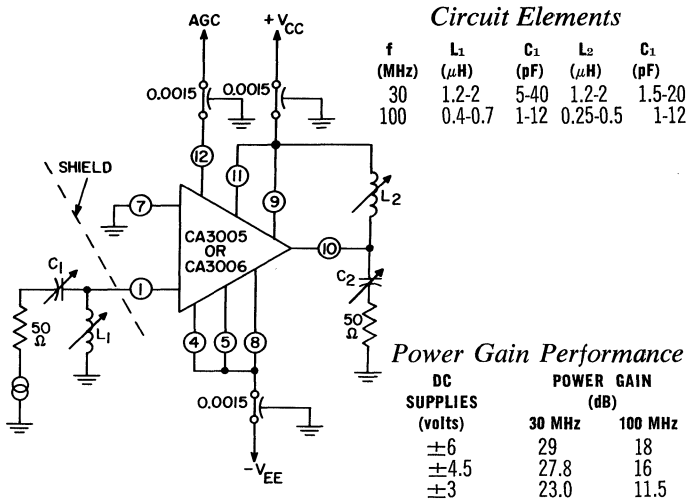 Circuit Elements
f L1 C1 L2 C1
(MHz) (μH) (pF) (μH) (pF)
30 1.2-2 5-40 1.2-2 1.5-20
100 0.4-0.7 1-12 0.25-0.5 1-12
AGC
+VCC
0.0015
0.0015
12
11
9
SHIELD
7
CA3005
OR
CA3006
L2
10
C1
1
C2
50
Ω
L1
4
5
8
50
Ω
0.0015
-VEE
Power Gain Performance
DC POWER GAIN
SUPPLIES (dB)
(volts) 30 MHz 100 MHz
±6 29 18
±4.5 27.8 16
±3 23.0 11.5